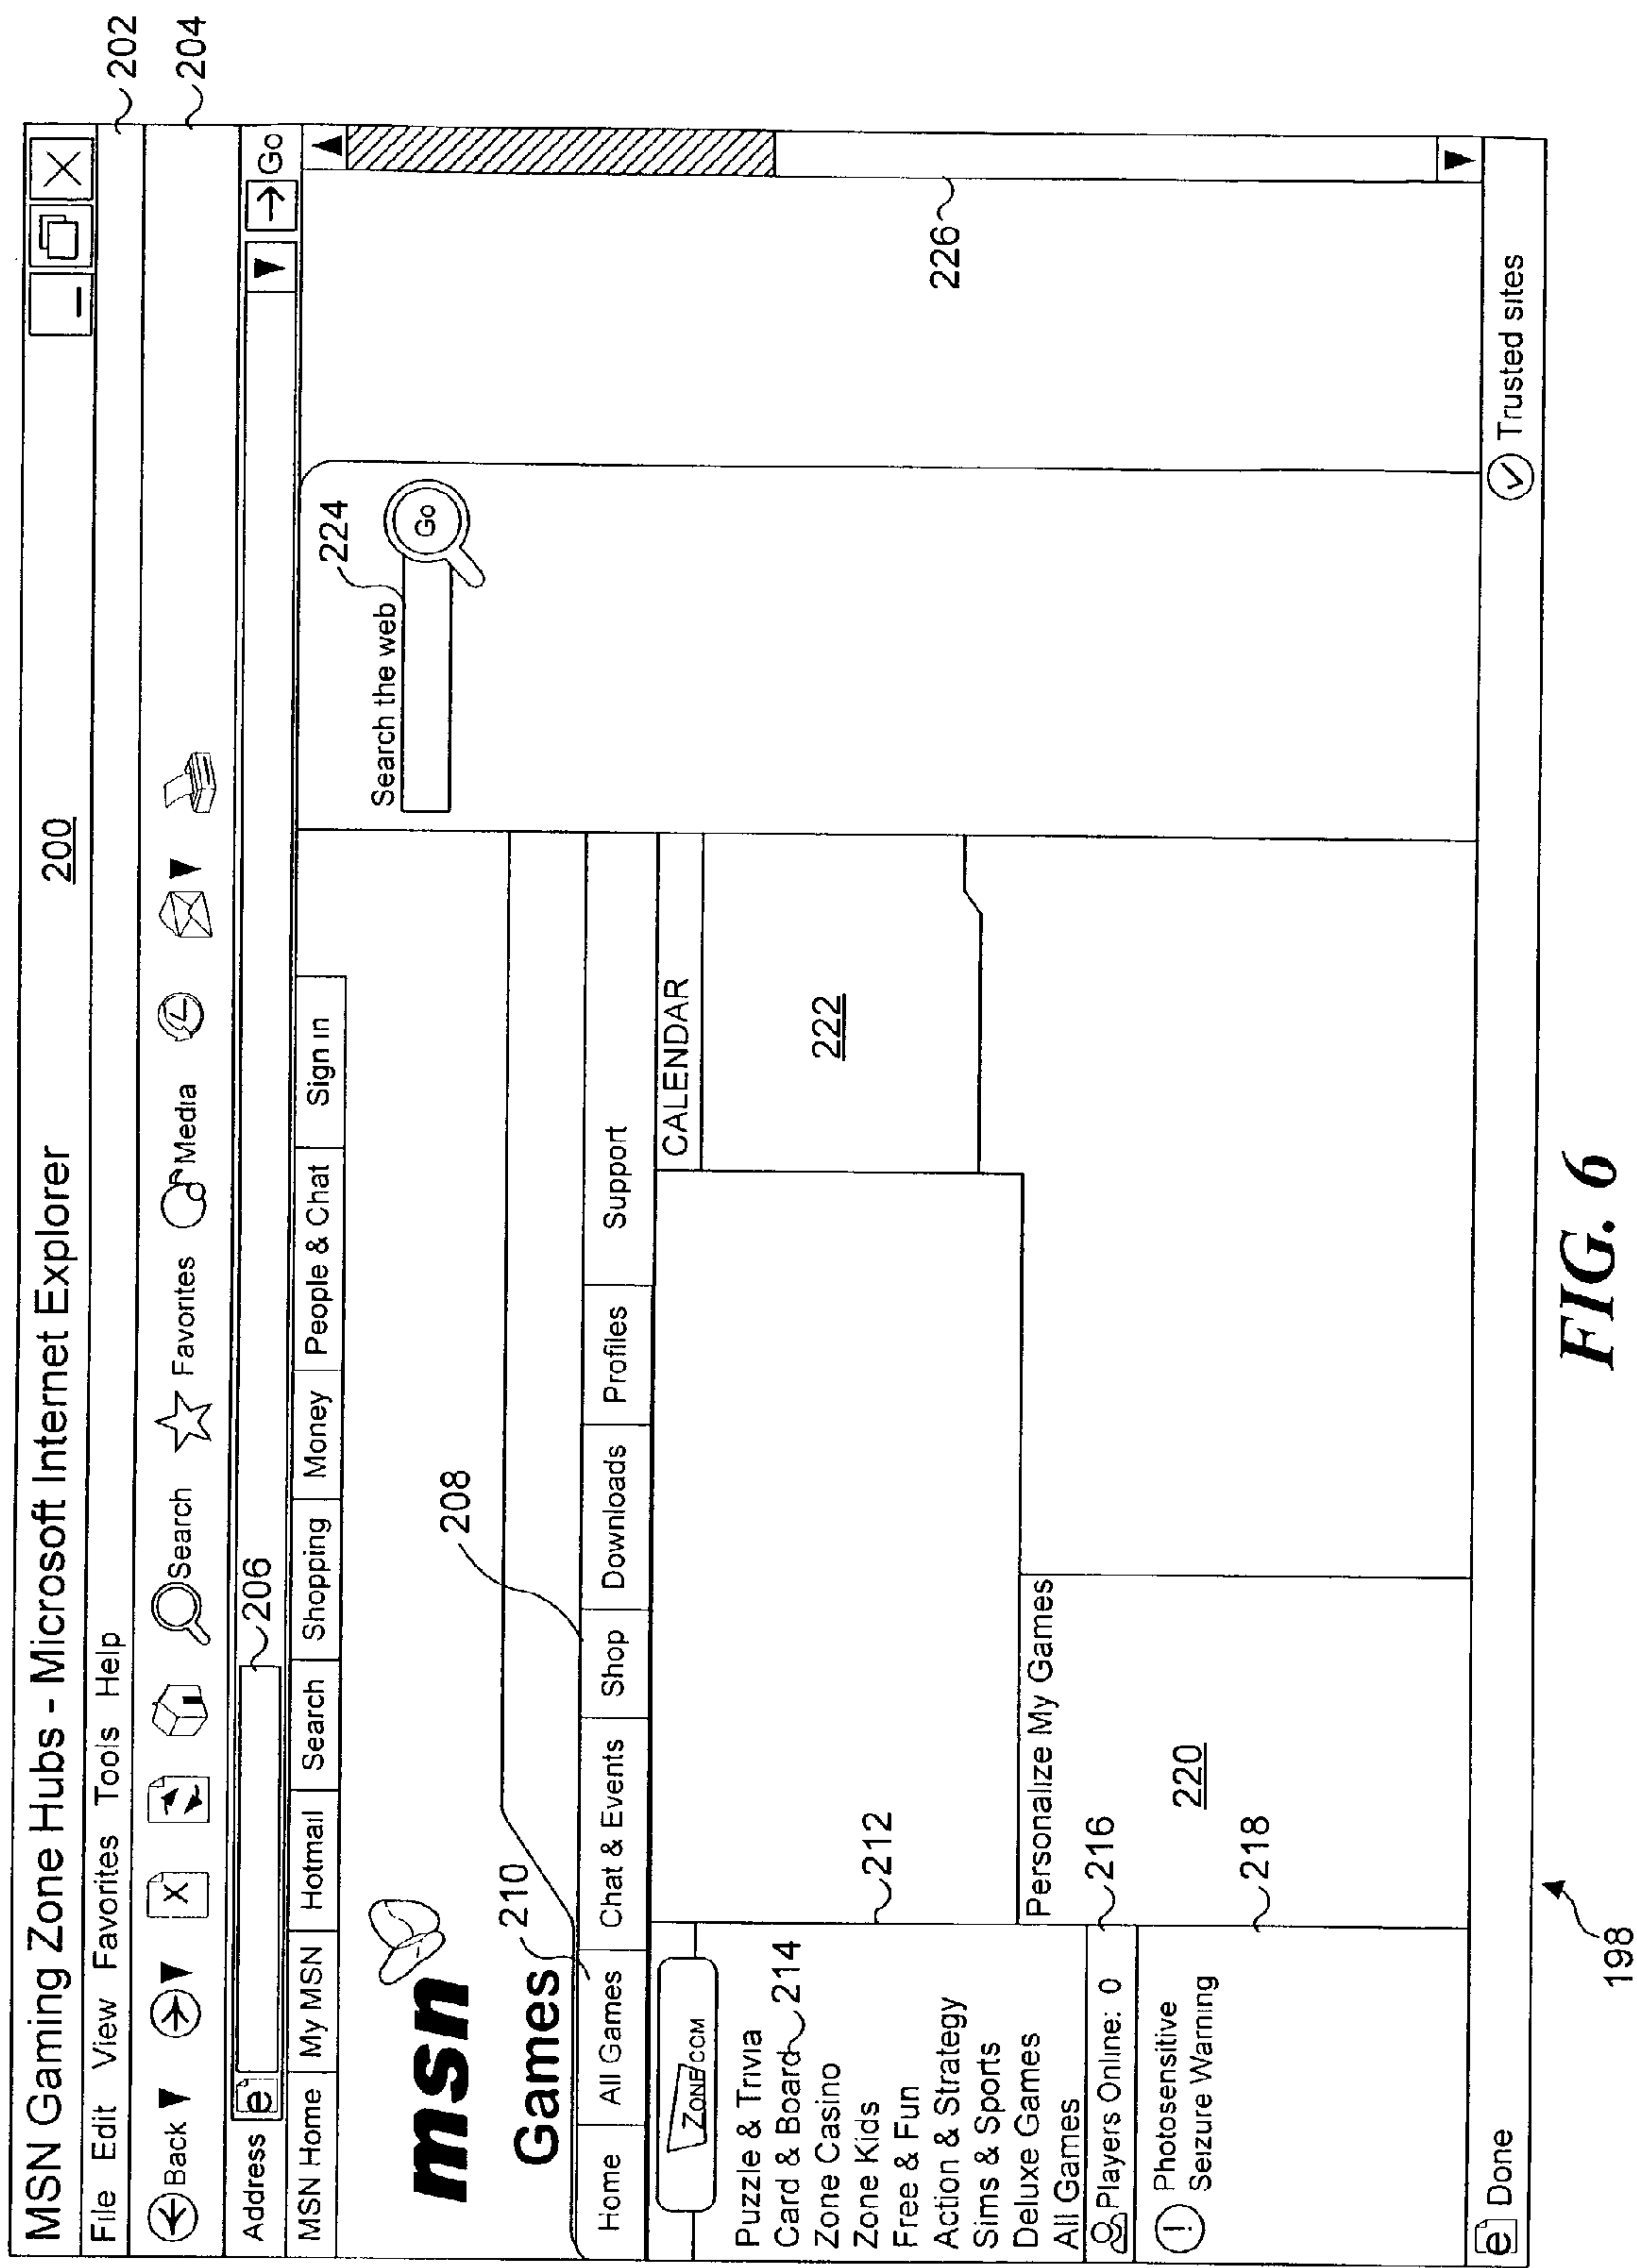 MSN Gaming Zone Hubs - Microsoft Internet Explorer
200
File Edit View Favorites Tools Help
202
Back Search Favorites Media
204
Address e 206 Go
MSN Home My MSN Hotmail Search Shopping Money People & Chat Sign in
msn
Games
210
208
Search the web
224
Go
Home All Games Chat & Events Shop Downloads Profiles Support
ZONE COM
CALENDAR
222
Puzzle & Trivia
Card & Board 214
Zone Casino
Zone Kids
Free & Fun
Action & Strategy
Sims & Sports
Deluxe Games
All Games
212
226
Personalize My Games
Players Online: 0
216
220
Photosensitive
Seizure Warning
218
e Done
Trusted sites
198
FIG. 6